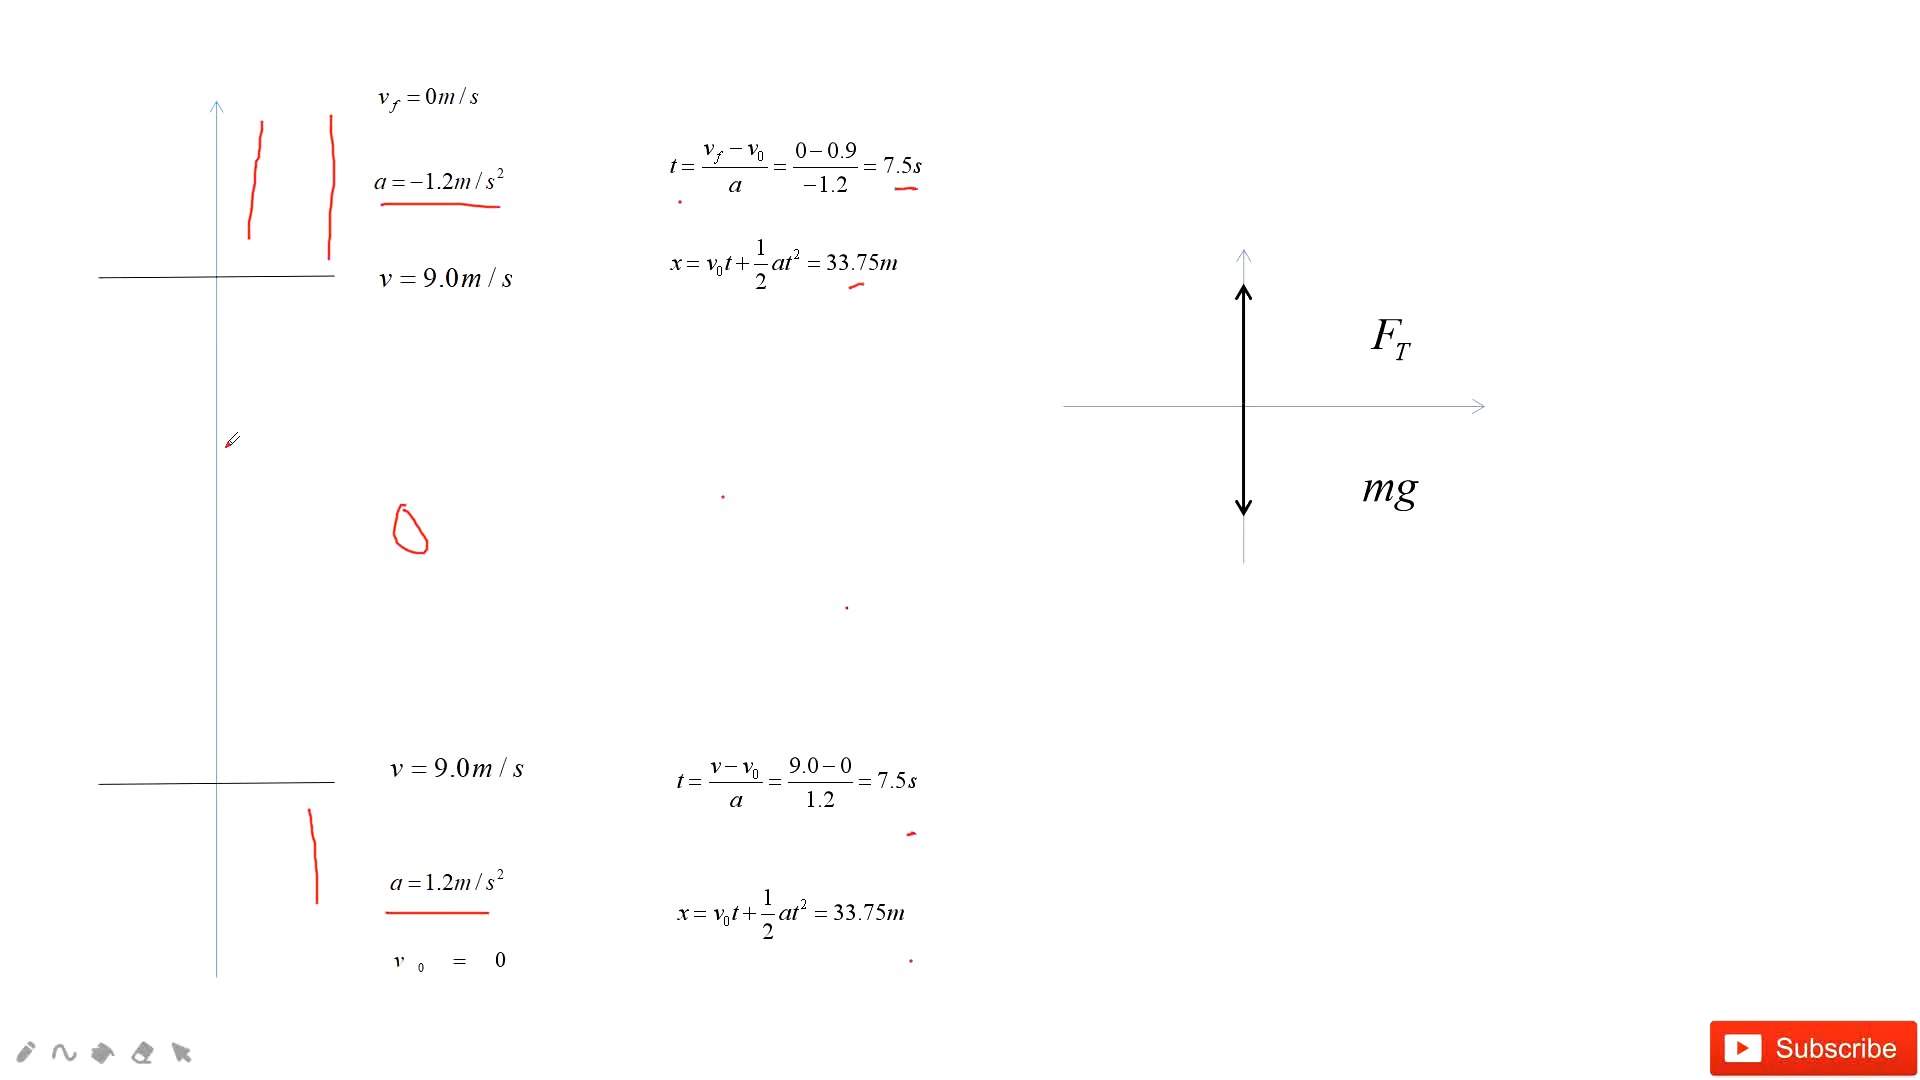 v_f = 0m/s
a = −1.2m/s²
v = 9.0m/s
t = (v_f − v_0)/a = (0 − 0.9)/(−1.2) = 7.5s
x = v_0t + 1/2 at² = 33.75m
F_T
mg
0
v = 9.0m/s
a = 1.2m/s²
v_0 = 0
t = (v − v_0)/a = (9.0 − 0)/1.2 = 7.5s
x = v_0t + 1/2 at² = 33.75m
Subscribe